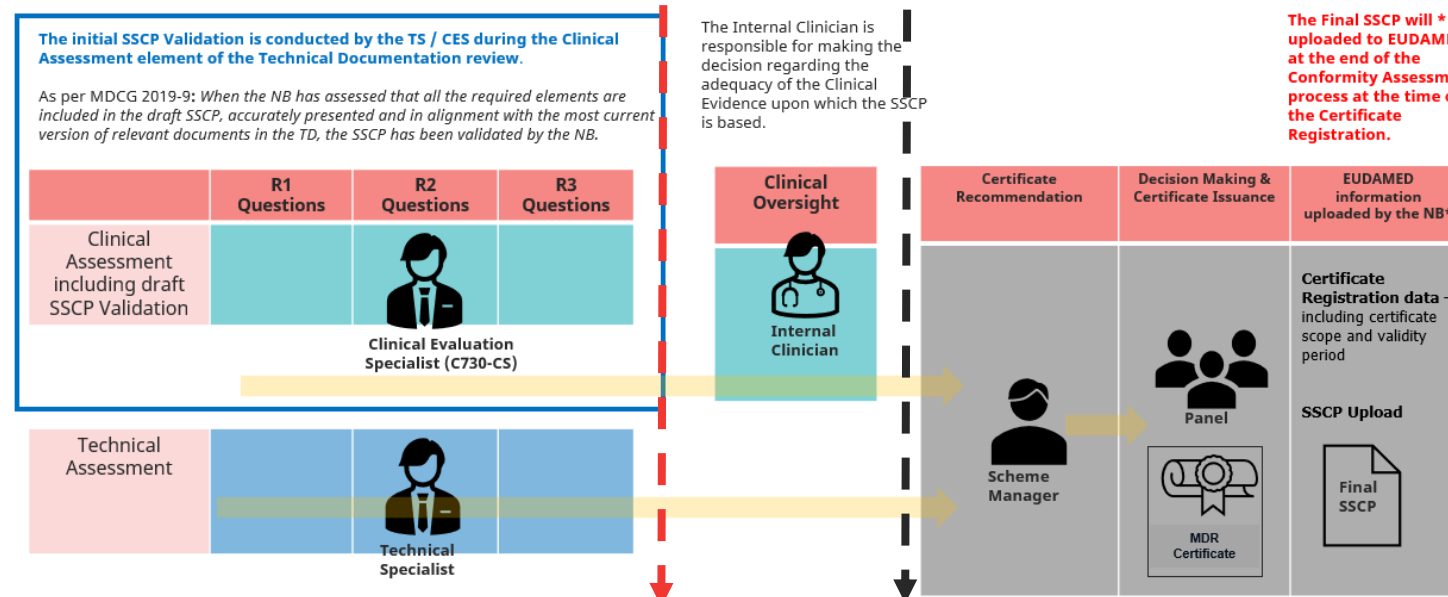 The initial SSCP Validation is conducted by the TS / CES during the Clinical
Assessment element of the Technical Documentation review.
As per MDCG 2019-9: When the NB has assessed that all the required elements are
included in the draft SSCP, accurately presented and in alignment with the most current
version of relevant documents in the TD, the SSCP has been validated by the NB.
R1
Questions
R2
Questions
R3
Questions
Clinical
Assessment
including draft
SSCP Validation
Clinical Evaluation
Specialist (C730-CS)
Technical
Assessment
Technical
Specialist
The Internal Clinician is
responsible for making the
decision regarding the
adequacy of the Clinical
Evidence upon which the SSCP
is based.
Clinical
Oversight
Internal
Clinician
The Final SSCP will *
uploaded to
at the end of the
Conformity
process at the time
the Certificate
Registration.
Certificate
Recommendation
Decision Making &
Certificate Issuance
EUDAMED
information
uploaded by the NB*
Scheme
Manager
Panel
MDR
Certificate
Certificate
Registration data -
including certificate
scope and validity
period
SSCP Upload
Final
SSCP